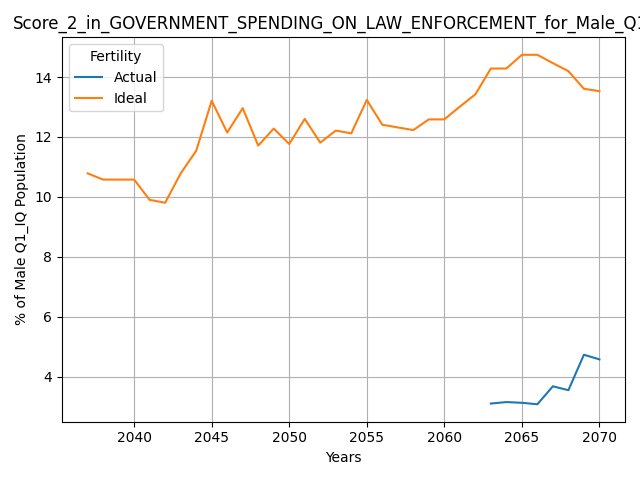 Score_2_in_GOVERNMENT_SPENDING_ON_LAW_ENFORCEMENT_for_Male_Q1
Fertility
Actual
Ideal
14
12
10
8
6
4
% of Male Q1_IQ Population
2040 2045 2050 2055 2060 2065 2070
Years